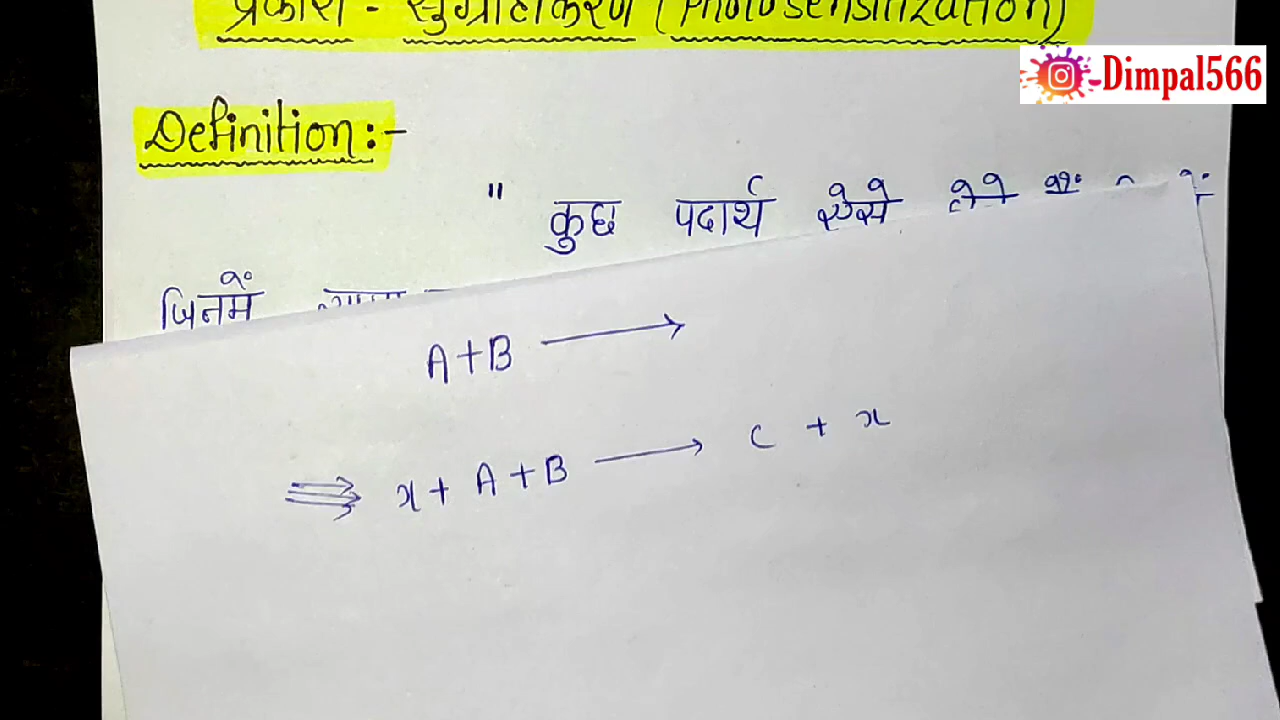 प्रकाश - सुग्राहीकरण (Photosensitization)
Dimpal566
Definition:-
" कुछ पदार्थ ऐसे
जिनमें
A+B →
⇒ x + A + B → C + x